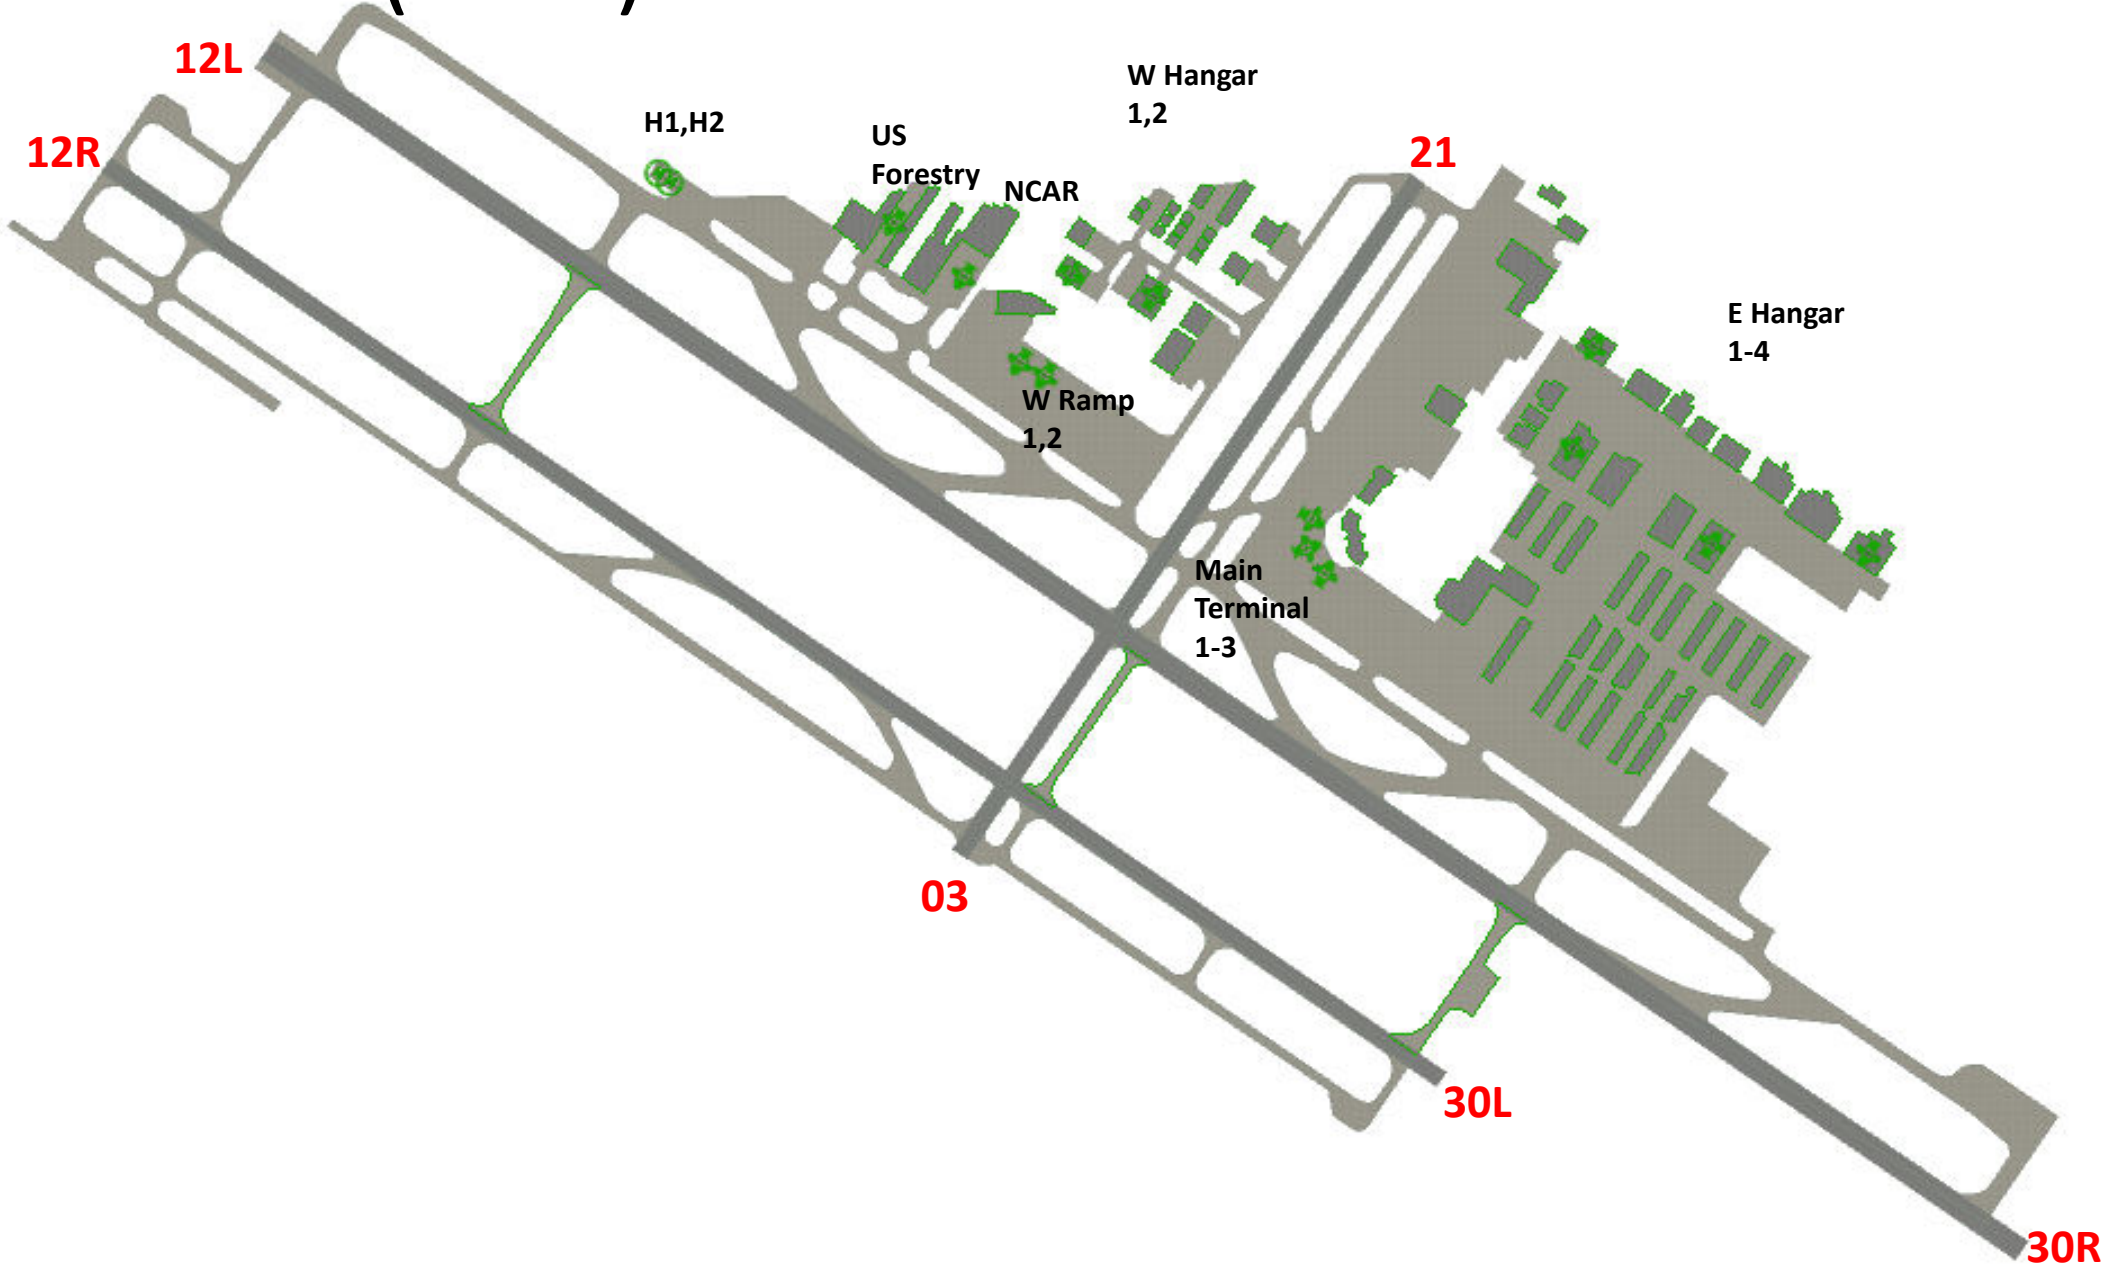 12L
W Hangar
1,2
H1,H2
US
Forestry
12R
21
NCAR
E Hangar
1-4
W Ramp
1,2
Main
Terminal
1-3
03
30L
30R